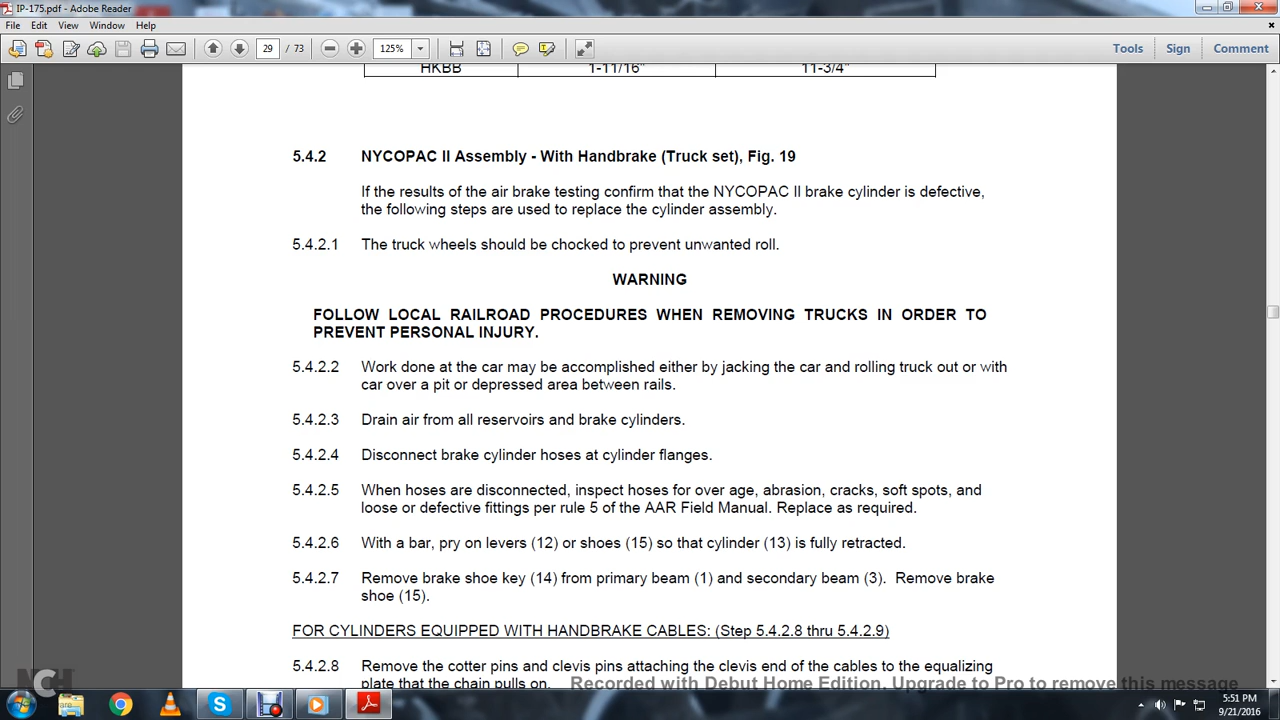 IP-175.pdf - Adobe Reader
File Edit View Window Help
29 / 73 125% Tools Sign Comment
HKBB 1-11/16" 11-3/4"
5.4.2 NYCOPAC II Assembly - With Handbrake (Truck set), Fig. 19
If the results of the air brake testing confirm that the NYCOPAC II brake cylinder is defective,
the following steps are used to replace the cylinder assembly.
5.4.2.1 The truck wheels should be chocked to prevent unwanted roll.
WARNING
FOLLOW LOCAL RAILROAD PROCEDURES WHEN REMOVING TRUCKS IN ORDER TO
PREVENT PERSONAL INJURY.
5.4.2.2 Work done at the car may be accomplished either by jacking the car and rolling truck out or with
car over a pit or depressed area between rails.
5.4.2.3 Drain air from all reservoirs and brake cylinders.
5.4.2.4 Disconnect brake cylinder hoses at cylinder flanges.
5.4.2.5 When hoses are disconnected, inspect hoses for over age, abrasion, cracks, soft spots, and
loose or defective fittings per rule 5 of the AAR Field Manual. Replace as required.
5.4.2.6 With a bar, pry on levers (12) or shoes (15) so that cylinder (13) is fully retracted.
5.4.2.7 Remove brake shoe key (14) from primary beam (1) and secondary beam (3). Remove brake
shoe (15).
FOR CYLINDERS EQUIPPED WITH HANDBRAKE CABLES: (Step 5.4.2.8 thru 5.4.2.9)
5.4.2.8 Remove the cotter pins and clevis pins attaching the clevis end of the cables to the equalizing
plate that the chain pulls on.
Recorded with Debut Home Edition. Upgrade to Pro to remove this message
NCH
5:51 PM
9/21/2016